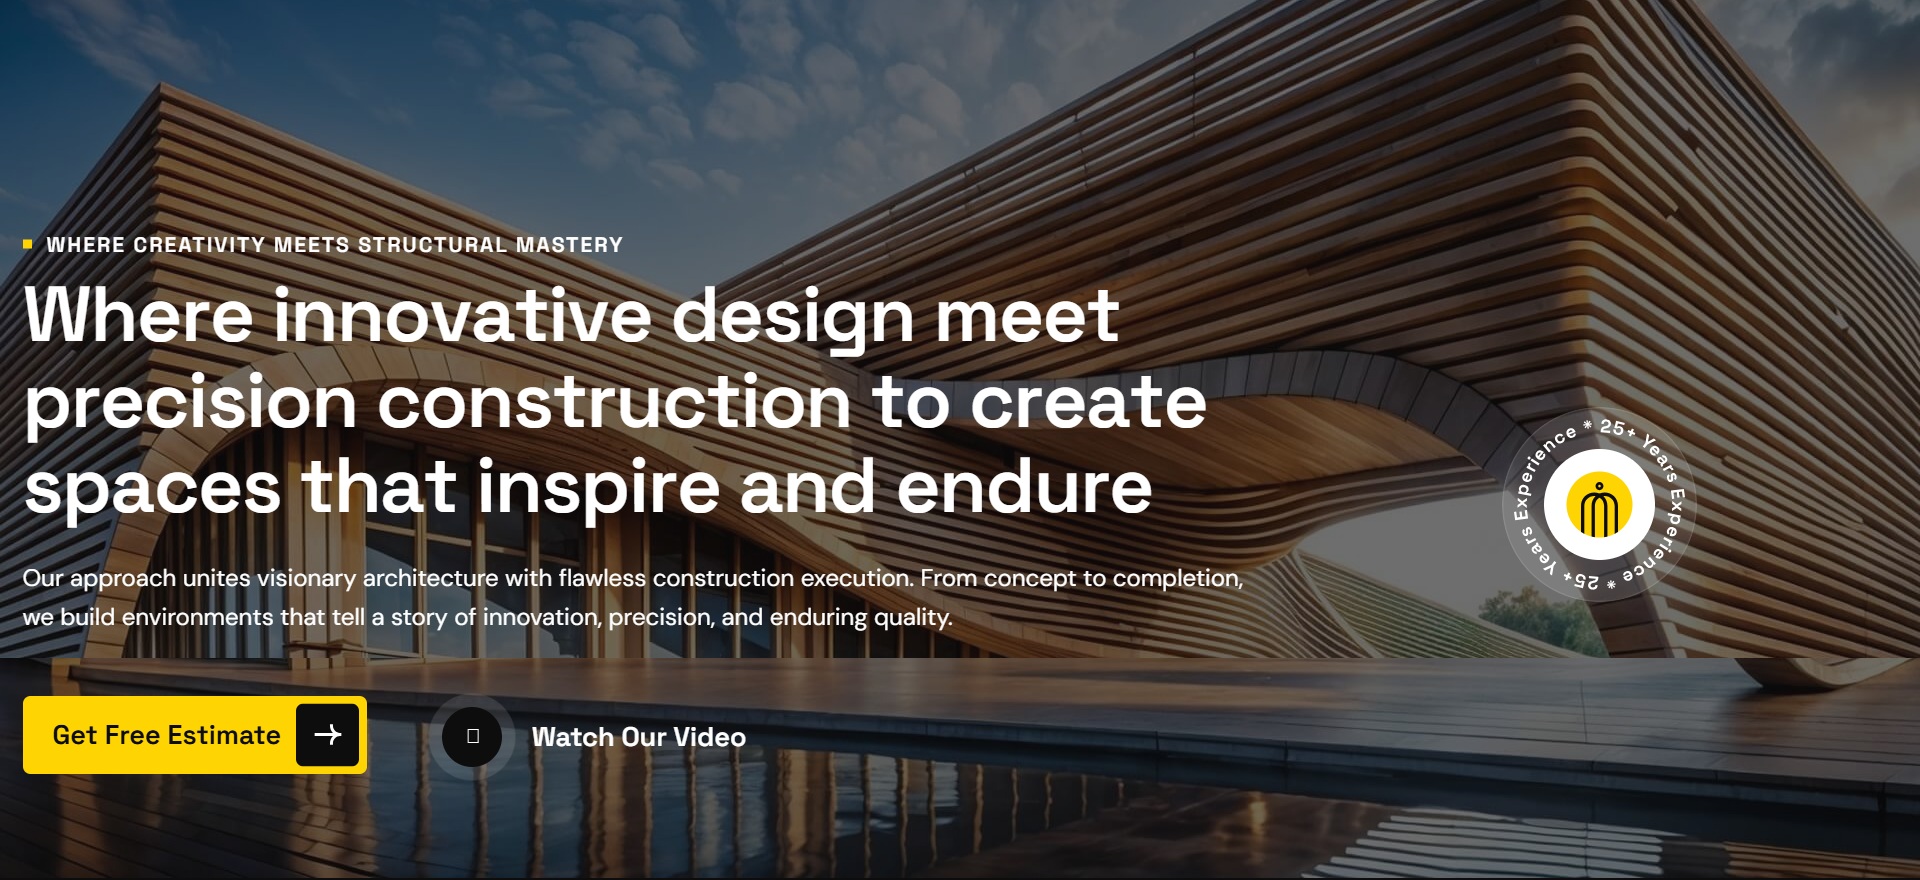 WHERE CREATIVITY MEETS STRUCTURAL MASTERY
Where innovative design meet
precision construction to create
spaces that inspire and endure
Our approach unites visionary architecture with flawless construction execution. From concept to completion,
we build environments that tell a story of innovation, precision, and enduring quality.
Get Free Estimate
Watch Our Video
* 25+ Years Experience * 25+ Years Experience